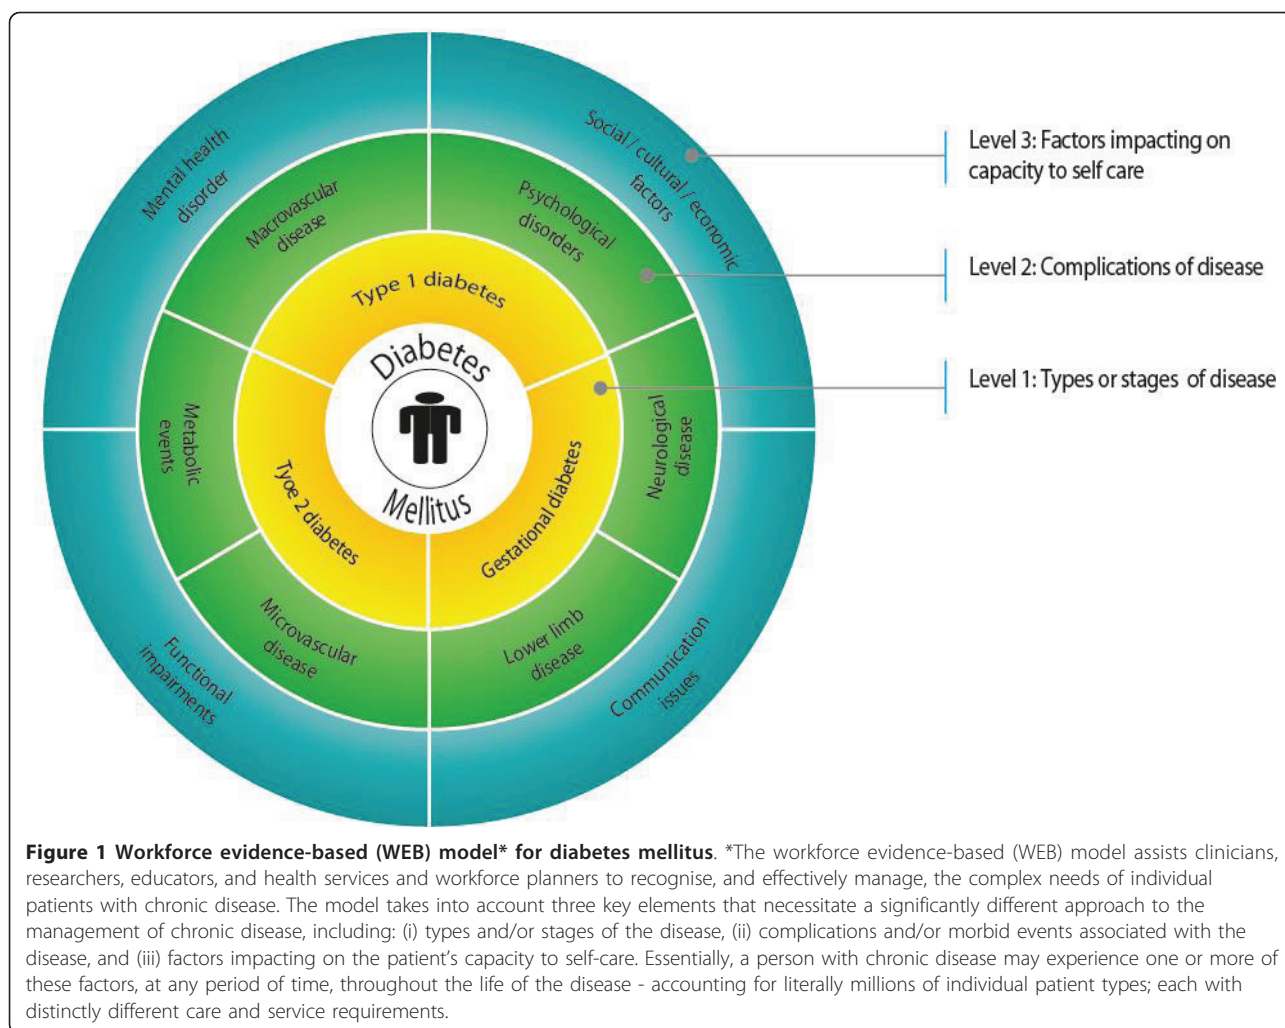 Mental health
disorder
Social / cultural / economic
factors
Macrovascular
disease
Psychological
disorders
Type 1 diabetes
Diabetes
Mellitus
Metabolic
events
Neurological
disease
Tyoe 2 diabetes
Gestational diabetes
Microvascular
disease
Lower limb
disease
Functional
impairments
Communication
issues
Level 3: Factors impacting on
capacity to self care
Level 2: Complications of disease
Level 1: Types or stages of disease
Figure 1 Workforce evidence-based (WEB) model* for diabetes mellitus. *The workforce evidence-based (WEB) model assists clinicians,
researchers, educators, and health services and workforce planners to recognise, and effectively manage, the complex needs of individual
patients with chronic disease. The model takes into account three key elements that necessitate a significantly different approach to the
management of chronic disease, including: (i) types and/or stages of the disease, (ii) complications and/or morbid events associated with the
disease, and (iii) factors impacting on the patient's capacity to self-care. Essentially, a person with chronic disease may experience one or more of
these factors, at any period of time, throughout the life of the disease - accounting for literally millions of individual patient types; each with
distinctly different care and service requirements.